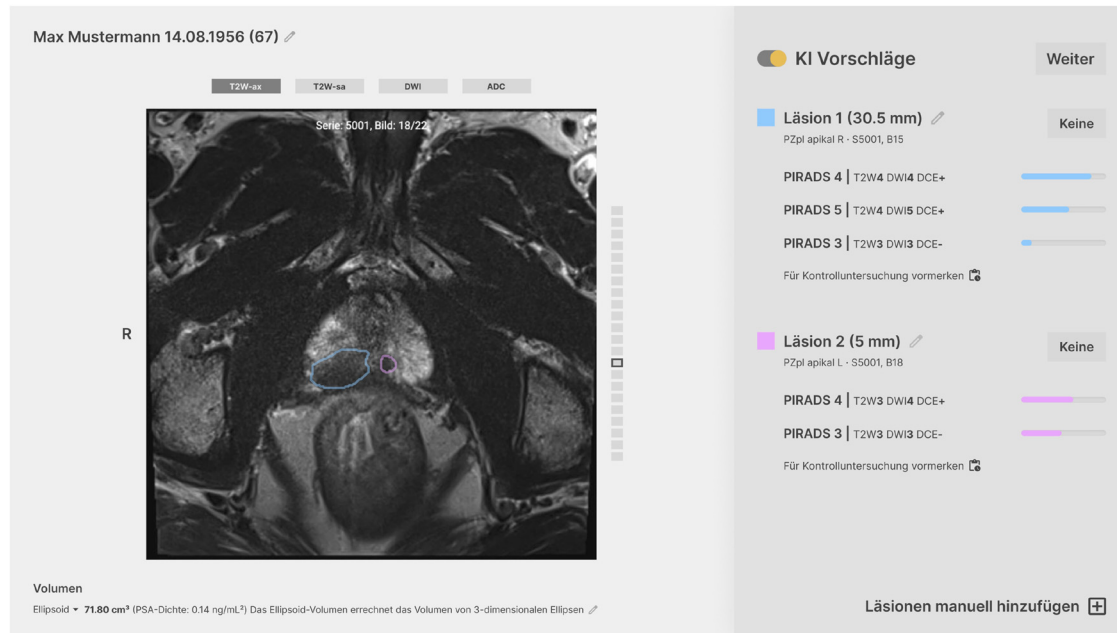 Max Mustermann 14.08.1956 (67)
T2W-ax
T2W-sa
DWI
ADC
Serie: 5001, Bild: 18/22
R
Volumen
Ellipsoid 71.80 cm³ (PSA-Dichte: 0.14 ng/mL²) Das Ellipsoid-Volumen errechnet das Volumen von 3-dimensionalen Ellipsen
KI Vorschläge
Weiter
Läsion 1 (30.5 mm)
Keine
PZpl apikal R · S5001, B15
PIRADS 4 | T2W4 DWI4 DCE+
PIRADS 5 | T2W4 DWI5 DCE+
PIRADS 3 | T2W3 DWI3 DCE-
Für Kontrolluntersuchung vormerken
Läsion 2 (5 mm)
Keine
PZpl apikal L · S5001, B18
PIRADS 4 | T2W3 DWI4 DCE+
PIRADS 3 | T2W3 DWI3 DCE-
Für Kontrolluntersuchung vormerken
Läsionen manuell hinzufügen